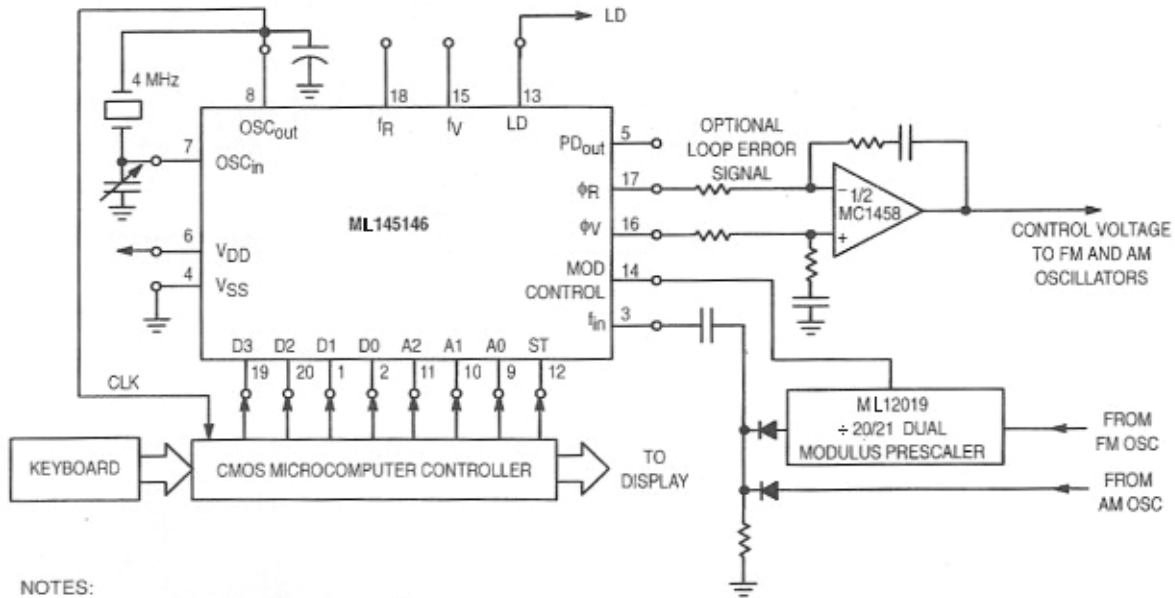 LD
4 MHz
8
18
15
13
OSCout
fR
fV
LD
7
OSCin
PDout
5
OPTIONAL
LOOP ERROR
SIGNAL
ϕR
17
− 1/2
MC1458
+
ML145146
ϕV
16
CONTROL VOLTAGE
TO FM AND AM
OSCILLATORS
6
VDD
4
VSS
MOD
CONTROL
14
fin
3
D3
D2
D1
D0
A2
A1
A0
ST
19
20
1
2
11
10
9
12
CLK
ML12019
÷ 20/21 DUAL
MODULUS PRESCALER
FROM
FM OSC
KEYBOARD
CMOS MICROCOMPUTER CONTROLLER
TO
DISPLAY
FROM
AM OSC
NOTES: